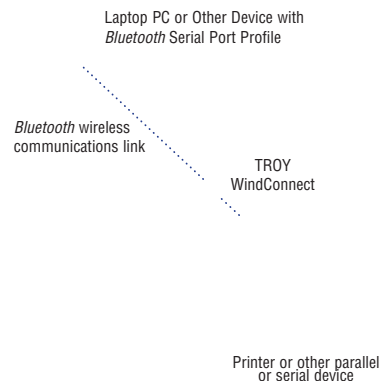 Laptop PC or Other Device with
Bluetooth Serial Port Profile
Bluetooth wireless
communications link
TROY
WindConnect
Printer or other parallel
or serial device